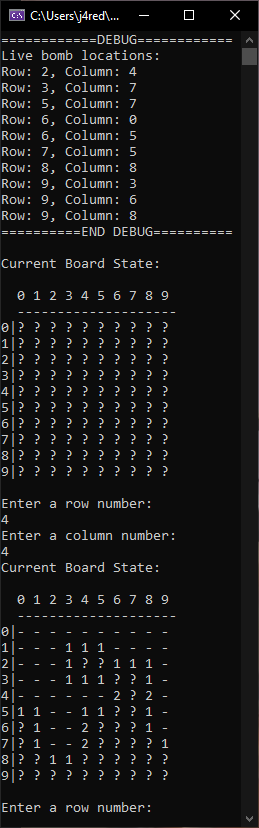 C:\Users\j4red\...
============DEBUG============
Live bomb locations:
Row: 2, Column: 4
Row: 3, Column: 7
Row: 5, Column: 7
Row: 6, Column: 0
Row: 6, Column: 5
Row: 7, Column: 5
Row: 8, Column: 8
Row: 9, Column: 3
Row: 9, Column: 6
Row: 9, Column: 8
==========END DEBUG==========
Current Board State:
0 1 2 3 4 5 6 7 8 9
--------------------
0|? ? ? ? ? ? ? ? ? ?
1|? ? ? ? ? ? ? ? ? ?
2|? ? ? ? ? ? ? ? ? ?
3|? ? ? ? ? ? ? ? ? ?
4|? ? ? ? ? ? ? ? ? ?
5|? ? ? ? ? ? ? ? ? ?
6|? ? ? ? ? ? ? ? ? ?
7|? ? ? ? ? ? ? ? ? ?
8|? ? ? ? ? ? ? ? ? ?
9|? ? ? ? ? ? ? ? ? ?
Enter a row number:
4
Enter a column number:
4
Current Board State:
0 1 2 3 4 5 6 7 8 9
--------------------
0|- - - - - - - - - -
1|- - - 1 1 1 - - - -
2|- - - 1 ? ? 1 1 1 -
3|- - - 1 1 1 ? ? 1 -
4|- - - - - - 2 ? 2 -
5|1 1 - - 1 1 ? ? 1 -
6|? 1 - - 2 ? ? ? 1 -
7|? 1 - - 2 ? ? ? ? 1
8|? ? 1 1 ? ? ? ? ? ?
9|? ? ? ? ? ? ? ? ? ?
Enter a row number: